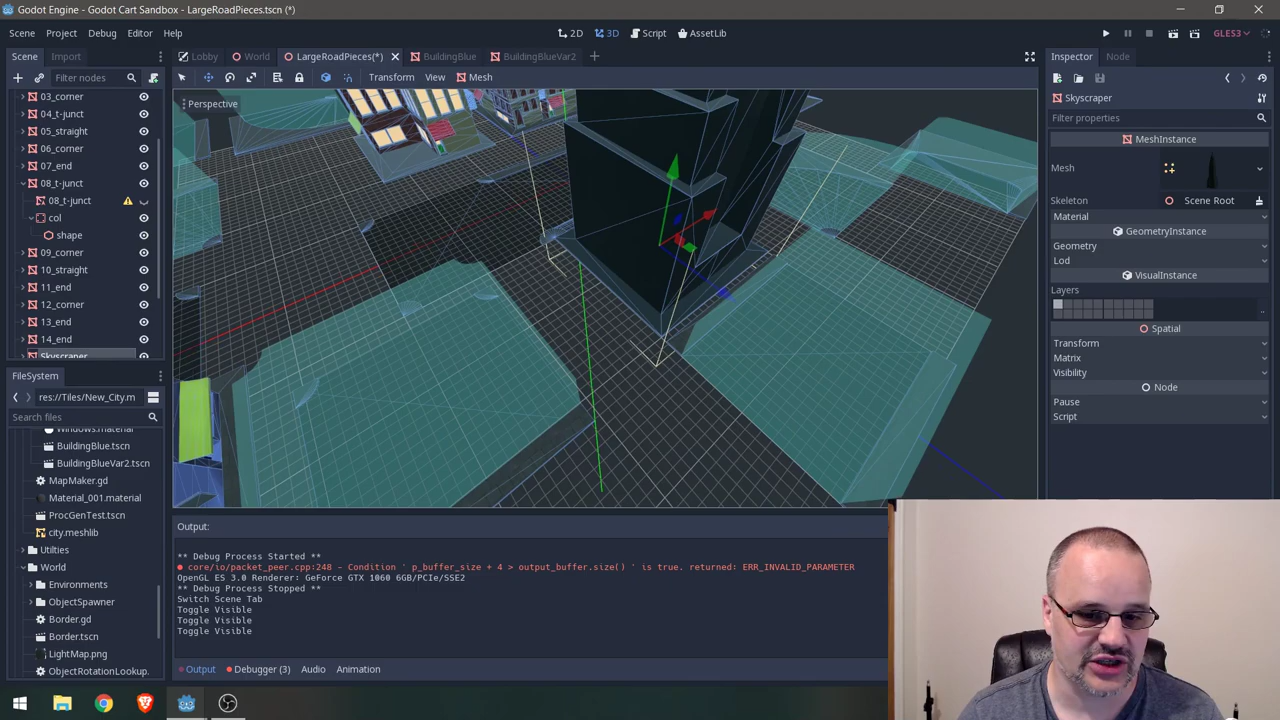 Godot Engine - Godot Cart Sandbox - LargeRoadPieces.tscn (*)
Scene Project Debug Editor Help
2D 3D Script AssetLib
GLES3
Scene Import
Lobby World LargeRoadPieces(*) BuildingBlue BuildingBlueVar2
Inspector Node
Filter nodes
Transform View Mesh
Perspective
03_corner
04_t-junct
05_straight
06_corner
07_end
08_t-junct
08_t-junct
col
shape
09_corner
10_straight
11_end
12_corner
13_end
14_end
Skyscraper
FileSystem
res://Tiles/New_City.m
Search files
Windows.material
BuildingBlue.tscn
BuildingBlueVar2.tscn
MapMaker.gd
Material_001.material
ProcGenTest.tscn
city.meshlib
Utilties
World
Environments
ObjectSpawner
Border.gd
Border.tscn
LightMap.png
ObjectRotationLookup.
Output:
** Debug Process Started **
core/io/packet_peer.cpp:248 - Condition ' p_buffer_size + 4 > output_buffer.size() ' is true. returned: ERR_INVALID_PARAMETER
OpenGL ES 3.0 Renderer: GeForce GTX 1060 6GB/PCIe/SSE2
** Debug Process Stopped **
Switch Scene Tab
Toggle Visible
Toggle Visible
Toggle Visible
Output Debugger (3) Audio Animation
Skyscraper
Filter properties
MeshInstance
Mesh
Skeleton Scene Root
Material
GeometryInstance
Geometry
Lod
VisualInstance
Layers
Spatial
Transform
Matrix
Visibility
Node
Pause
Script